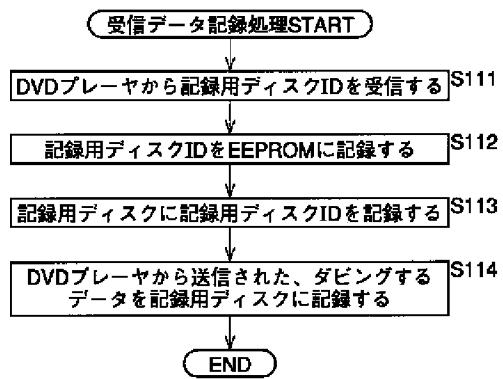 受信データ記録処理START
DVDプレーヤから記録用ディスクIDを受信する
S111
記録用ディスクIDをEEPROMに記録する
S112
記録用ディスクに記録用ディスクIDを記録する
S113
DVDプレーヤから送信された、ダビングする
データを記録用ディスクに記録する
S114
END